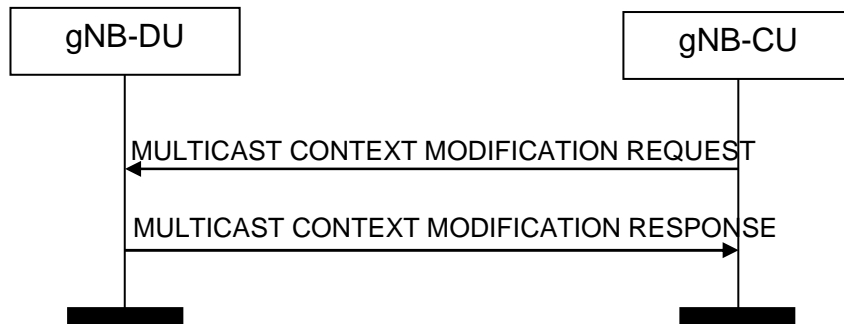 gNB-DU
gNB-CU
MULTICAST CONTEXT MODIFICATION REQUEST
MULTICAST CONTEXT MODIFICATION RESPONSE